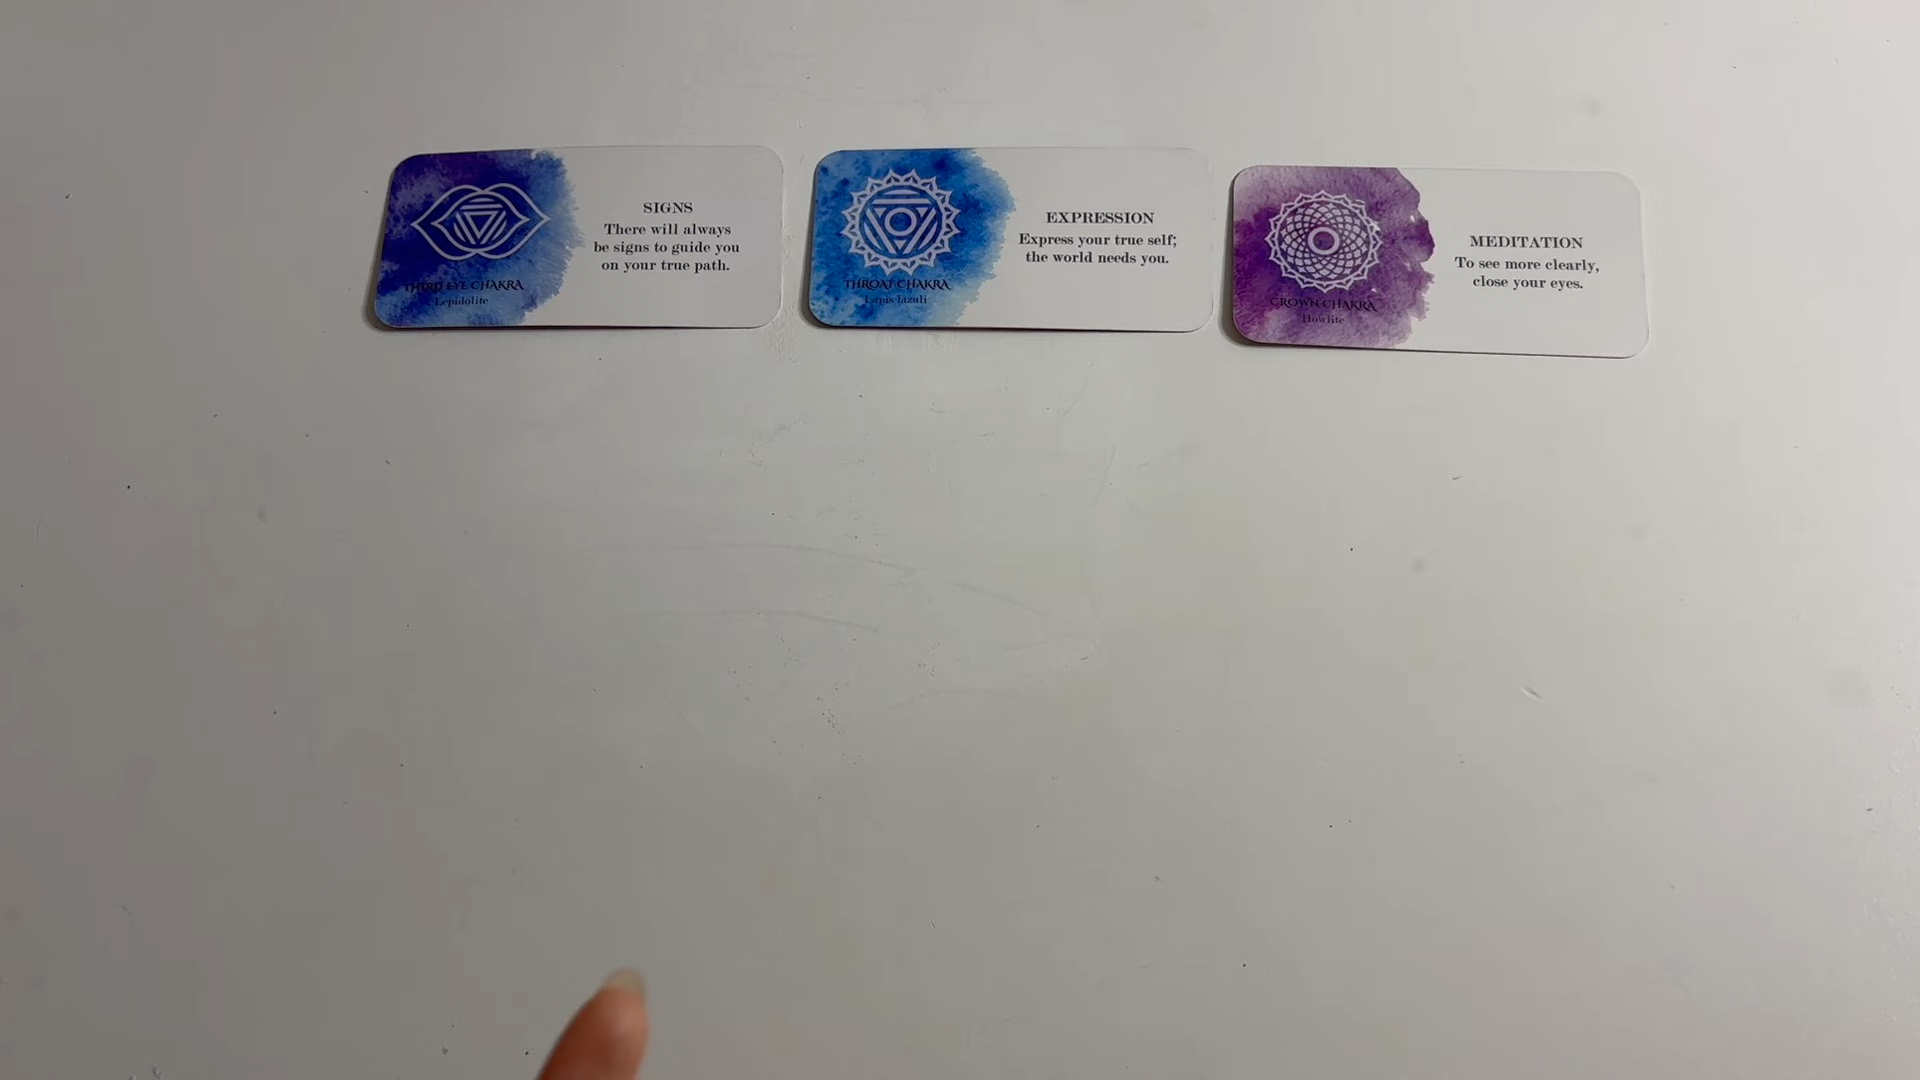 SIGNS
There will always
be signs to guide you
on your true path.
THIRD EYE CHAKRA
Lepidolite
EXPRESSION
Express your true self;
the world needs you.
THROAT CHAKRA
Lapis lazuli
MEDITATION
To see more clearly,
close your eyes.
CROWN CHAKRA
Howlite